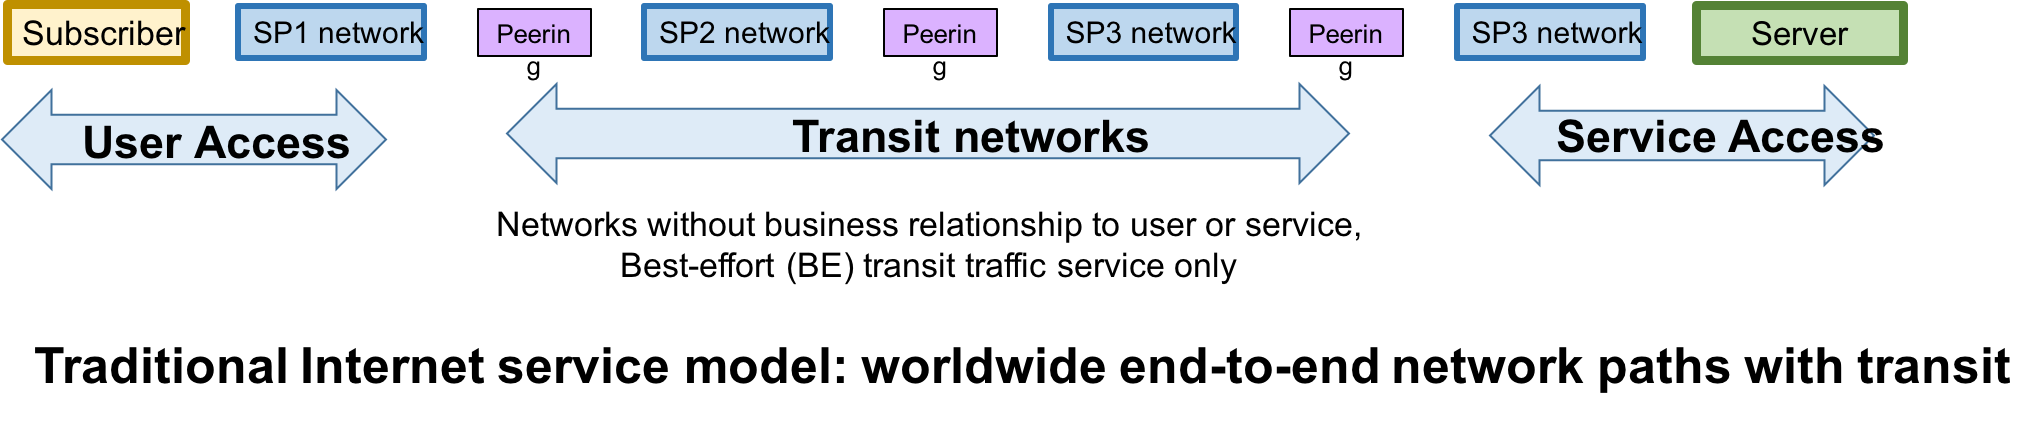 Subscriber
SP1 network
Peerin
g
SP2 network
Peerin
g
SP3 network
Peerin
g
SP3 network
Server
User Access
Transit networks
Service Access
Networks without business relationship to user or service,
Best-effort (BE) transit traffic service only
Traditional Internet service model: worldwide end-to-end network paths with transit